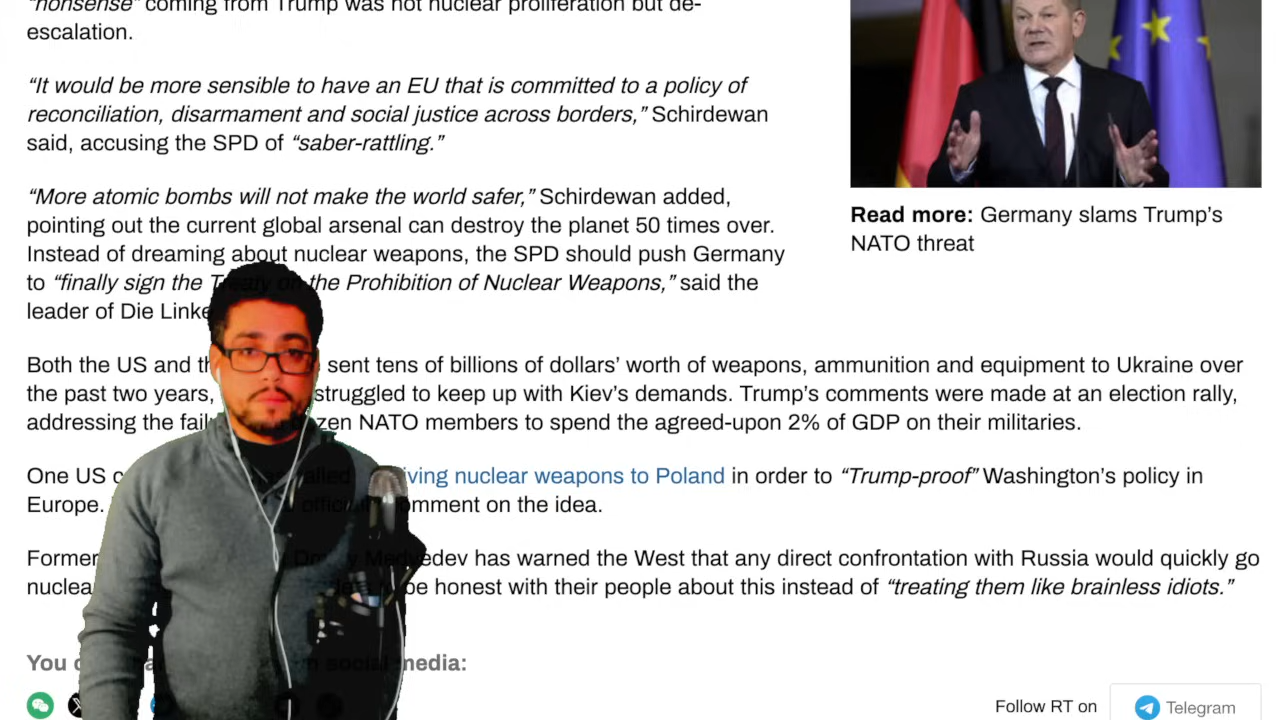 "nonsense" coming from Trump was not nuclear proliferation but de-
escalation.
“It would be more sensible to have an EU that is committed to a policy of
reconciliation, disarmament and social justice across borders,” Schirdewan
said, accusing the SPD of “saber-rattling.”
“More atomic bombs will not make the world safer,” Schirdewan added,
pointing out the current global arsenal can destroy the planet 50 times over.
Instead of dreaming about nuclear weapons, the SPD should push Germany
to “finally sign the Treaty on the Prohibition of Nuclear Weapons,” said the
leader of Die Linke
Read more: Germany slams Trump’s
NATO threat
Both the US and sent tens of billions of dollars’ worth of weapons, ammunition and equipment to Ukraine over
the past two years, struggled to keep up with Kiev’s demands. Trump’s comments were made at an election rally,
addressing the NATO members to spend the agreed-upon 2% of GDP on their militaries.
One US nuclear weapons to Poland in order to “Trump-proof” Washington’s policy in
Europe. comment on the idea.
Former Medvedev has warned the West that any direct confrontation with Russia would quickly go
be honest with their people about this instead of “treating them like brainless idiots.”
You social media:
Follow RT on Telegram